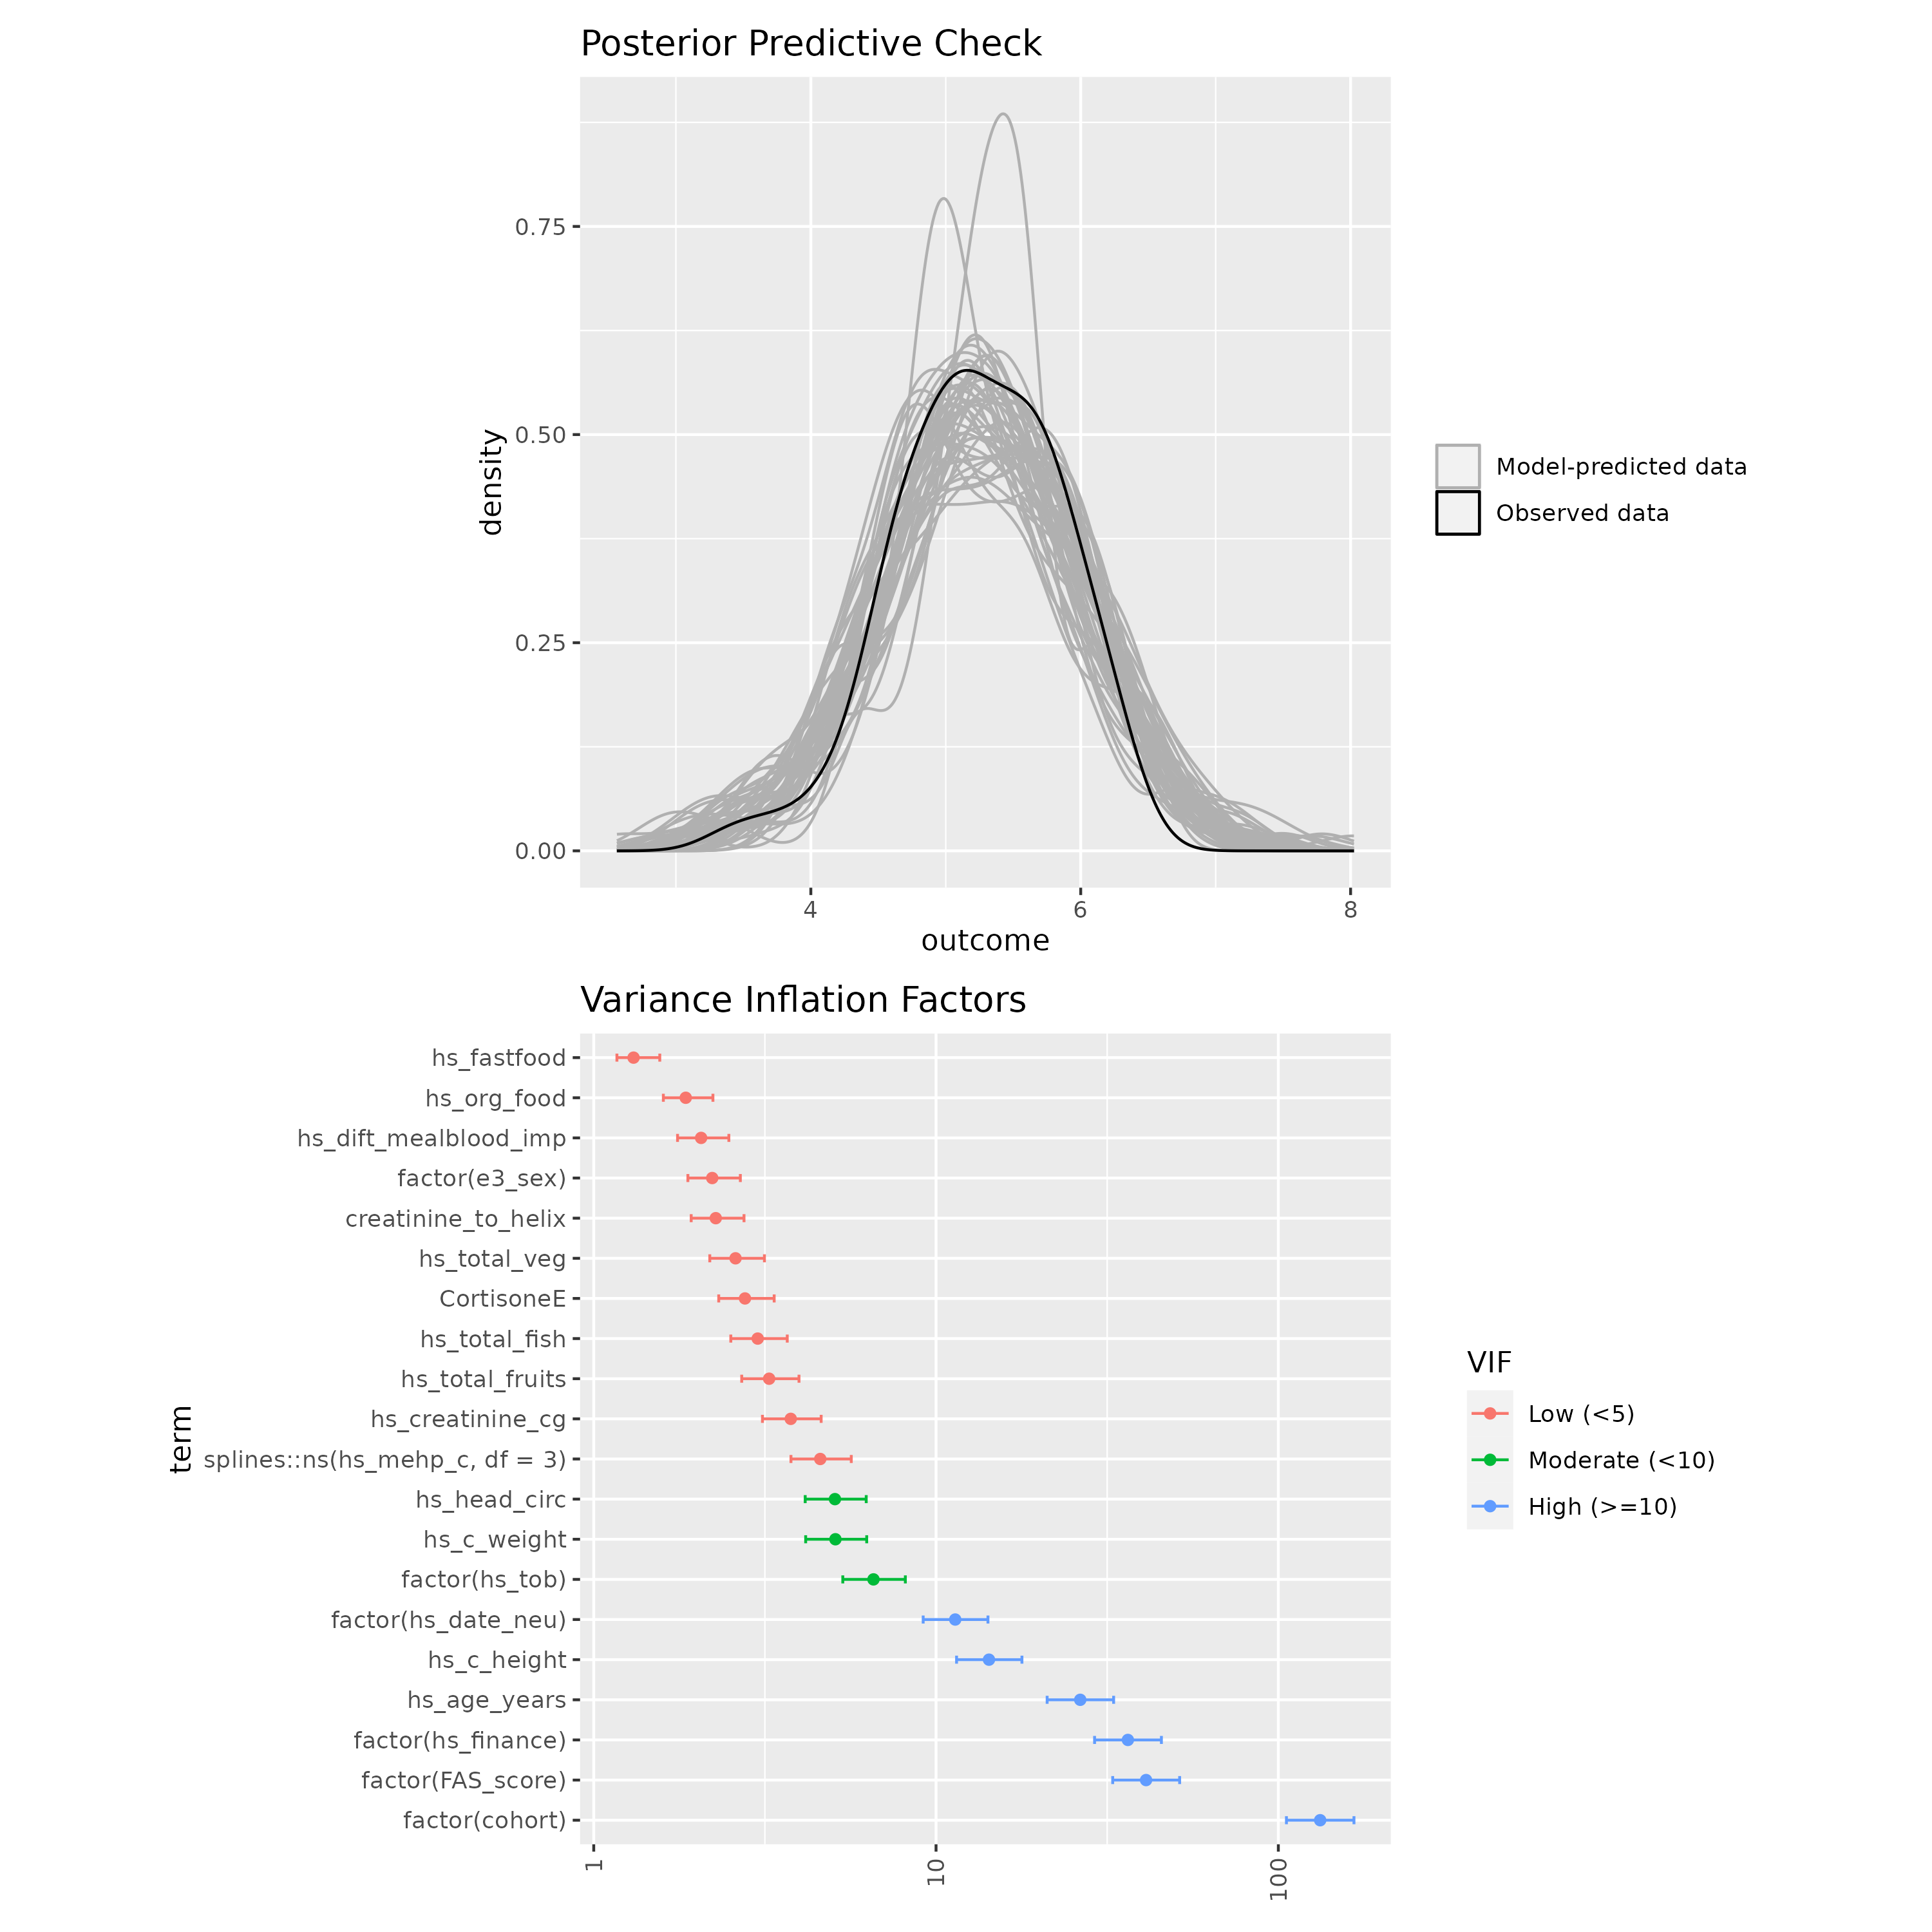 Posterior Predictive Check
density
0.75
0.50
0.25
0.00
4
6
8
outcome
Model-predicted data
Observed data
Variance Inflation Factors
term
hs_fastfood
hs_org_food
hs_dift_mealblood_imp
factor(e3_sex)
creatinine_to_helix
hs_total_veg
CortisoneE
hs_total_fish
hs_total_fruits
hs_creatinine_cg
splines::ns(hs_mehp_c, df = 3)
hs_head_circ
hs_c_weight
factor(hs_tob)
factor(hs_date_neu)
hs_c_height
hs_age_years
factor(hs_finance)
factor(FAS_score)
factor(cohort)
1
10
100
VIF
Low (<5)
Moderate (<10)
High (>=10)